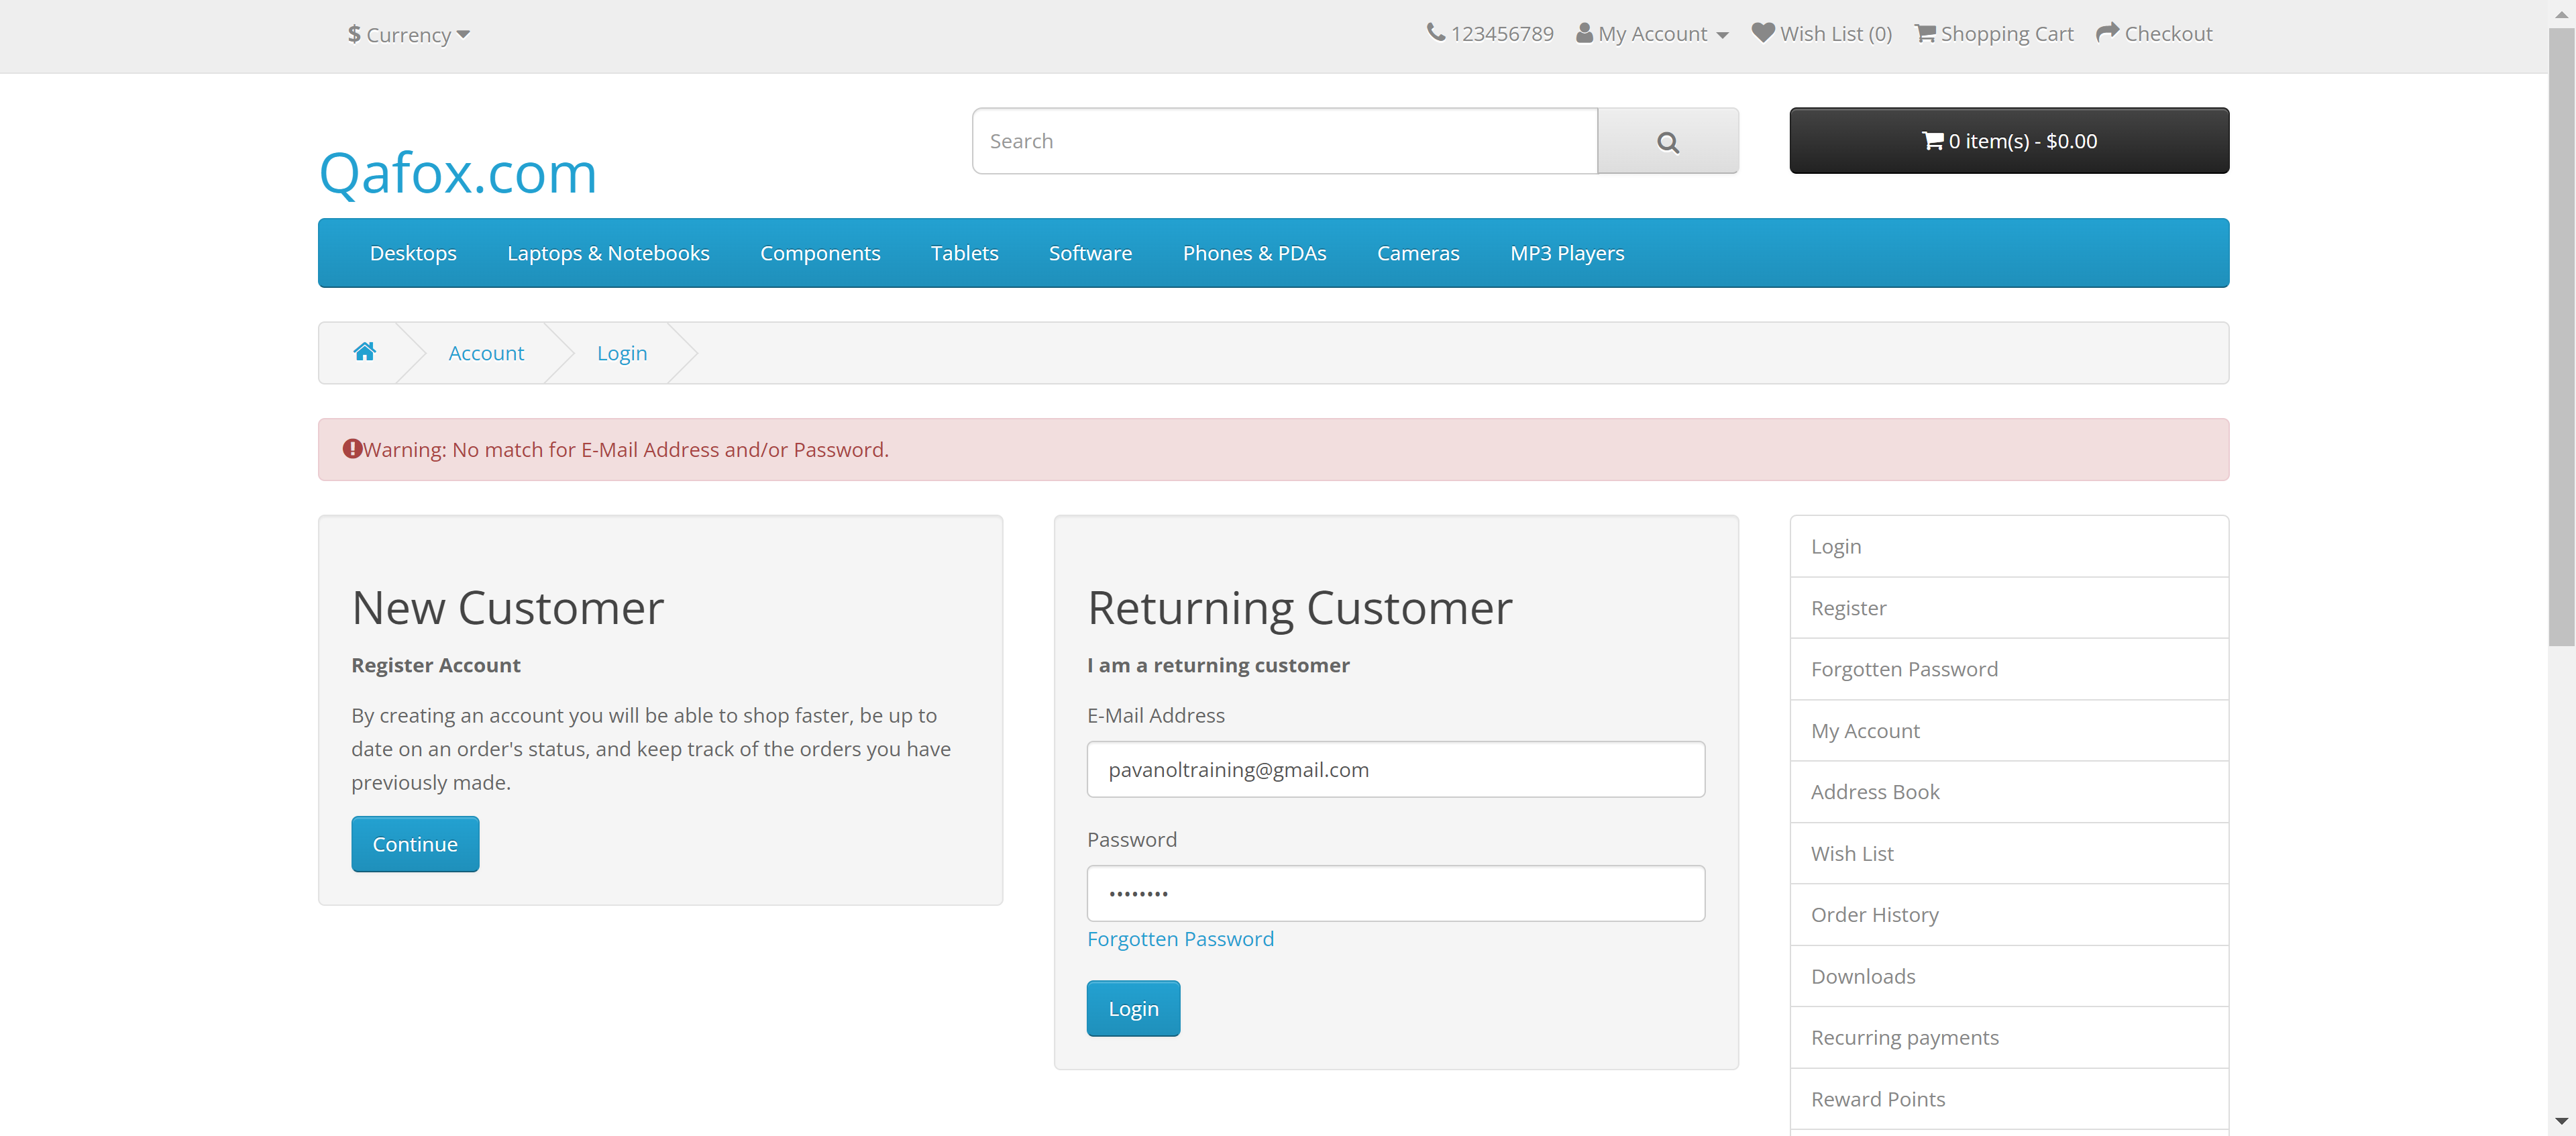 $ Currency
123456789 My Account Wish List (0) Shopping Cart Checkout
Qafox.com
Search
0 item(s) - $0.00
Desktops Laptops & Notebooks Components Tablets Software Phones & PDAs Cameras MP3 Players
Account Login
Warning: No match for E-Mail Address and/or Password.
New Customer
Register Account
By creating an account you will be able to shop faster, be up to
date on an order's status, and keep track of the orders you have
previously made.
Continue
Returning Customer
I am a returning customer
E-Mail Address
pavanoltraining@gmail.com
Password
••••••••
Forgotten Password
Login
Login
Register
Forgotten Password
My Account
Address Book
Wish List
Order History
Downloads
Recurring payments
Reward Points